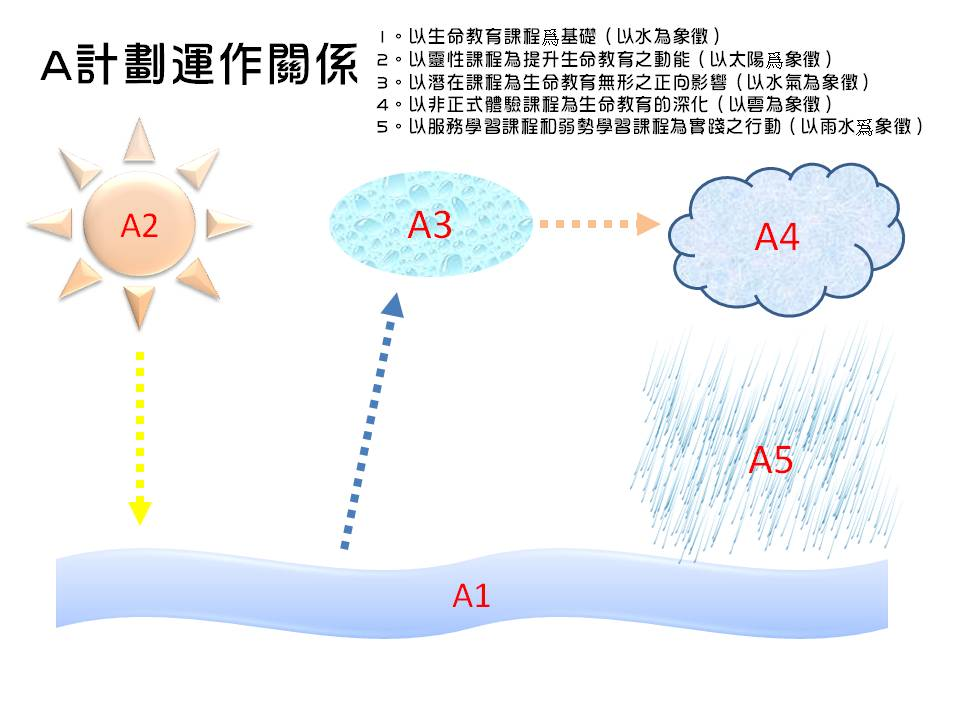 A計劃運作關係
1。以生命教育課程爲基礎（以水為象徵）
2。以靈性課程為提升生命教育之動能（以太陽爲象徵）
3。以潛在課程為生命教育無形之正向影響（以水氣為象徵）
4。以非正式體驗課程為生命教育的深化（以雲為象徵）
5。以服務學習課程和弱勢學習課程為實踐之行動（以雨水爲象徵）
A2
A3
A4
A5
A1